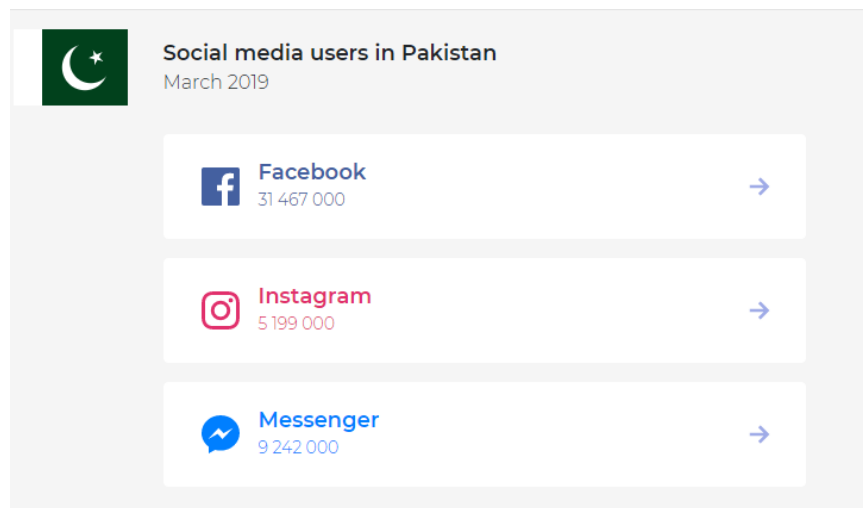 Social media users in Pakistan
March 2019
Facebook
31 467 000
Instagram
5 199 000
Messenger
9 242 000